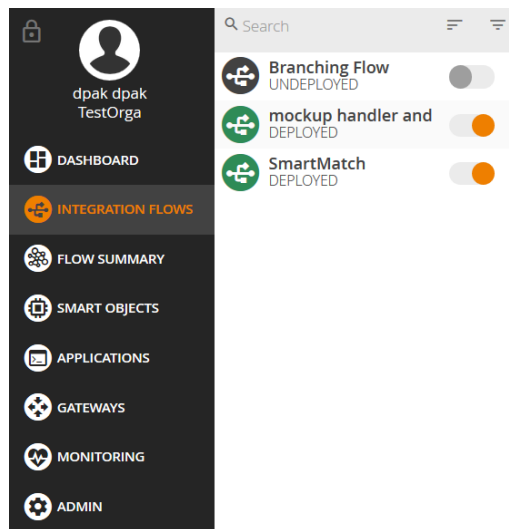 dpak dpak
TestOrga
DASHBOARD
INTEGRATION FLOWS
FLOW SUMMARY
SMART OBJECTS
APPLICATIONS
GATEWAYS
MONITORING
ADMIN
Search
Branching Flow
UNDEPLOYED
mockup handler and
DEPLOYED
SmartMatch
DEPLOYED